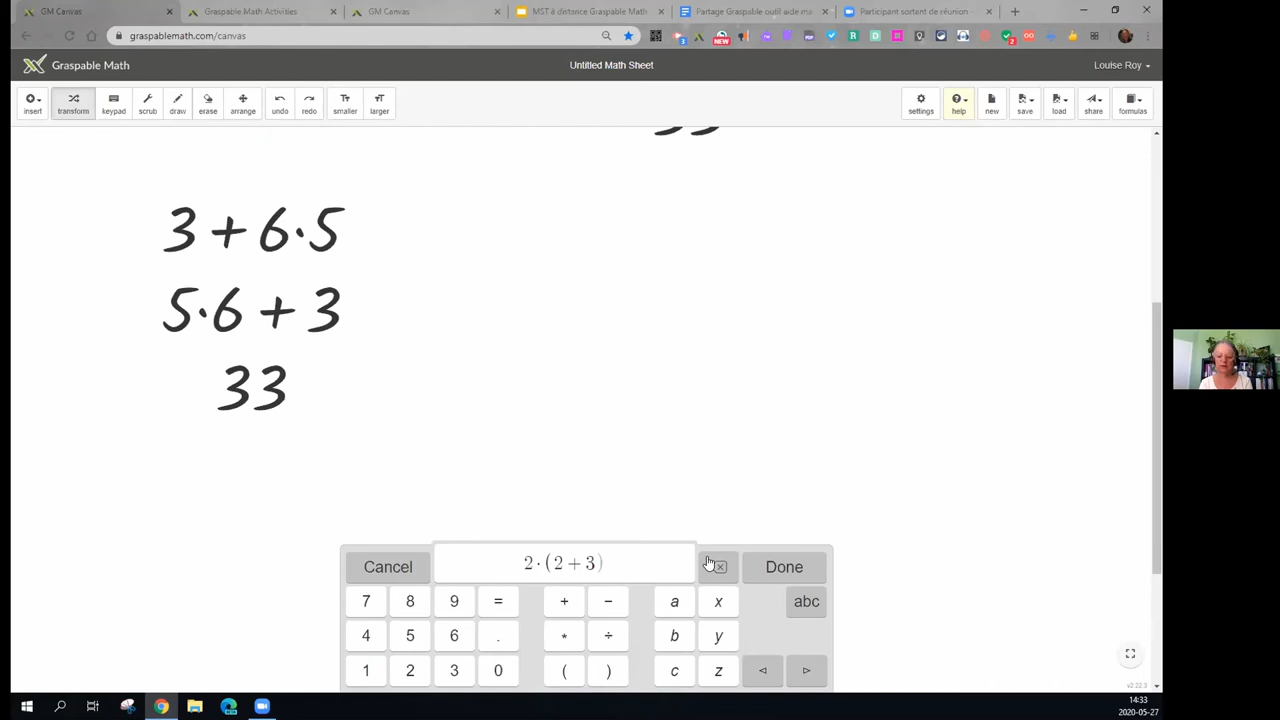 GM Canvas
Graspable Math Activities
GM Canvas
MST à distance Graspable Math
Partage Graspable outil aide ma
Participant sortant de réunion -
graspablemath.com/canvas
NEW
Graspable Math
Untitled Math Sheet
Louise Roy
insert
transform
keypad
scrub
draw
erase
arrange
undo
redo
smaller
larger
settings
help
new
save
load
share
formulas
3 + 6·5
5·6 + 3
33
Cancel
2·(2+3)
Done
7 8 9 = + − a x abc
4 5 6 . * ÷ b y
1 2 3 0 ( ) c z
v2.22.3
14:33
2020-05-27